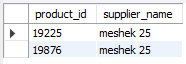 product_id supplier_name
19225 meshek 25
19876 meshek 25